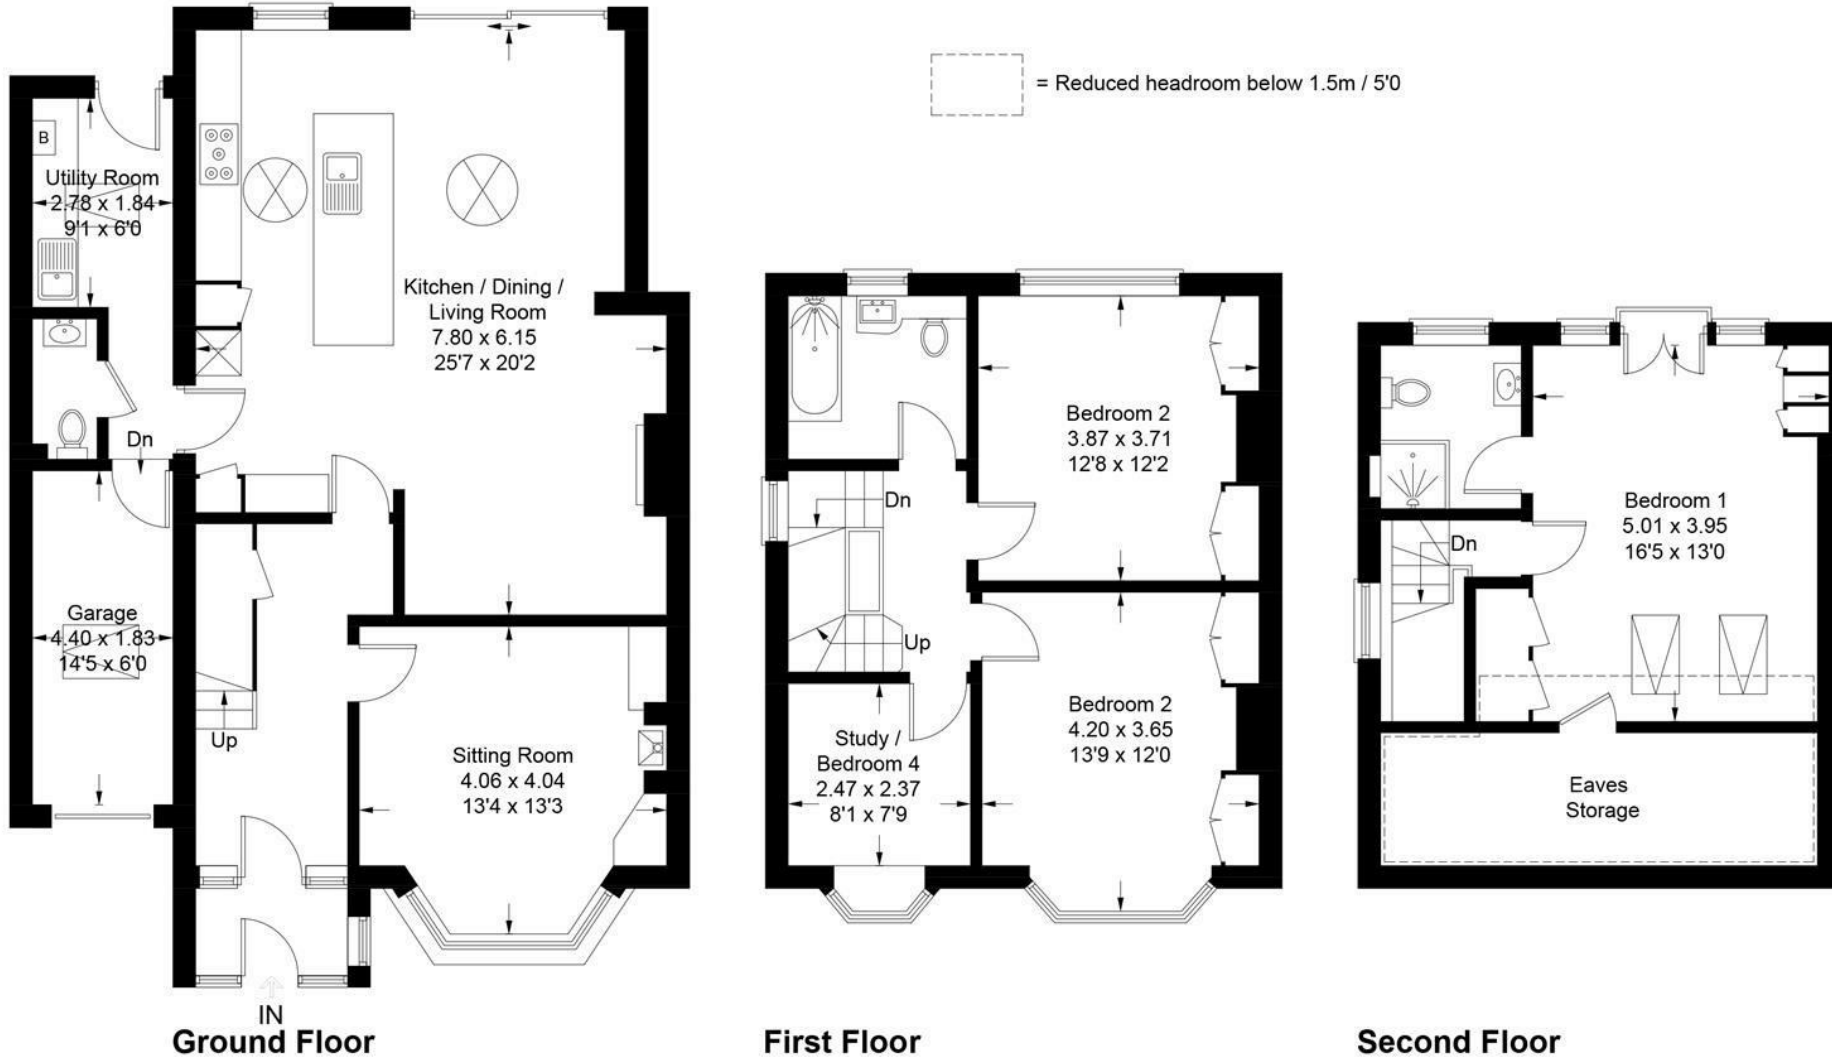 = Reduced headroom below 1.5m / 5'0
B
Utility Room
2.78 x 1.84
9'1 x 6'0
Kitchen / Dining /
Living Room
7.80 x 6.15
25'7 x 20'2
Dn
Garage
4.40 x 1.83
14'5 x 6'0
Up
Sitting Room
4.06 x 4.04
13'4 x 13'3
IN
Ground Floor
Bedroom 2
3.87 x 3.71
12'8 x 12'2
Dn
Up
Study /
Bedroom 4
2.47 x 2.37
8'1 x 7'9
Bedroom 2
4.20 x 3.65
13'9 x 12'0
First Floor
Bedroom 1
5.01 x 3.95
16'5 x 13'0
Dn
Eaves
Storage
Second Floor